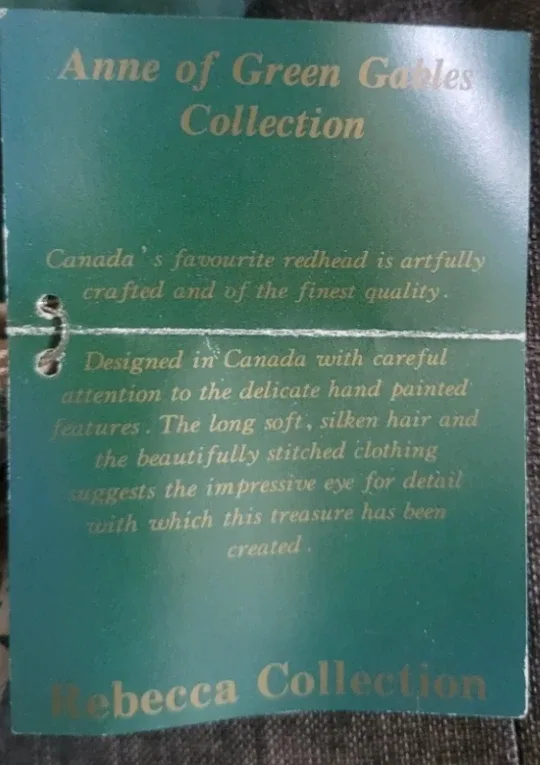 Anne of Green Gables
Collection
Canada's favourite redhead is artfully
crafted and of the finest quality.
Designed in Canada with careful
attention to the delicate hand painted
features. The long soft, silken hair and
the beautifully stitched clothing
suggests the impressive eye for detail
with which this treasure has been
created.
Rebecca Collection